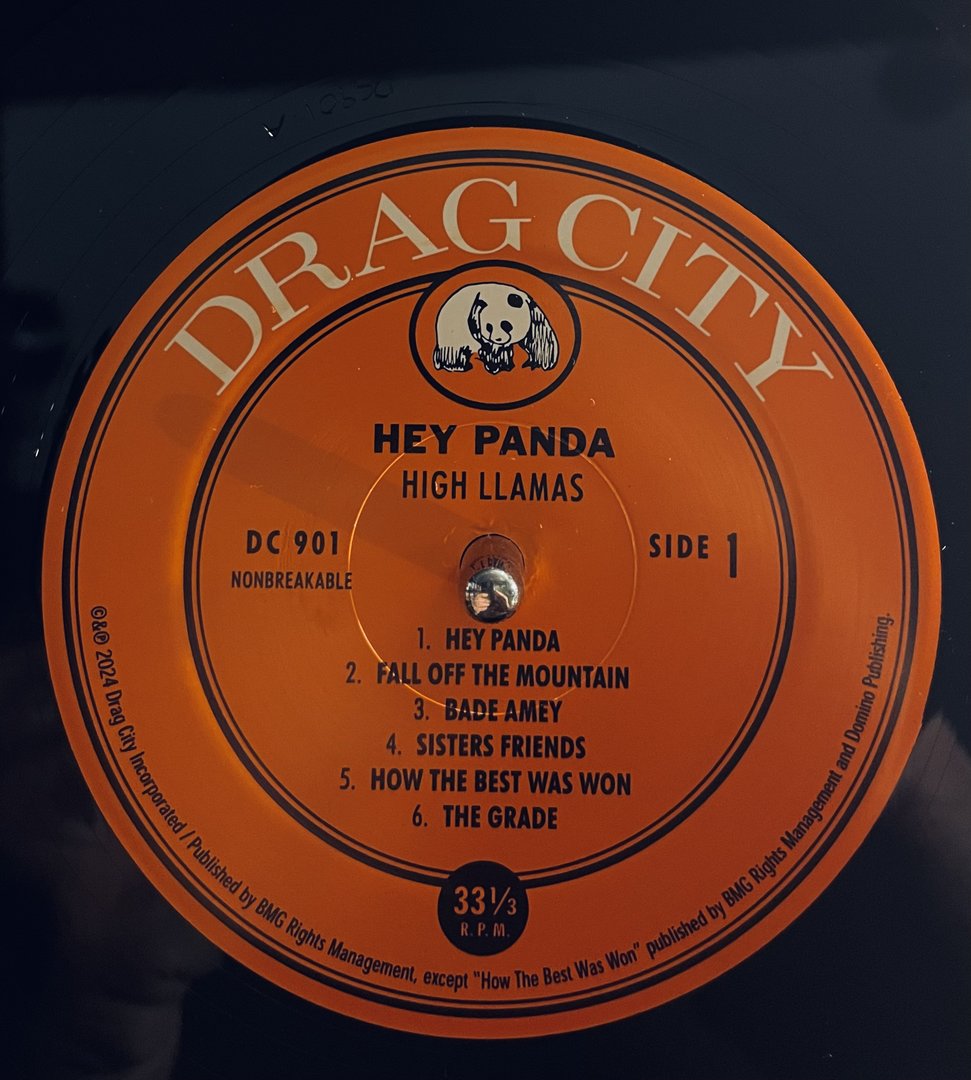 DRAG CITY
HEY PANDA
HIGH LLAMAS
DC 901
NONBREAKABLE
SIDE 1
1. HEY PANDA
2. FALL OFF THE MOUNTAIN
3. BADE AMEY
4. SISTERS FRIENDS
5. HOW THE BEST WAS WON
6. THE GRADE
33 1/3
R.P.M.
©&℗ 2024 Drag City Incorporated / Published by BMG Rights Management, except "How The Best Was Won" published by BMG Rights Management and Domino Publishing.